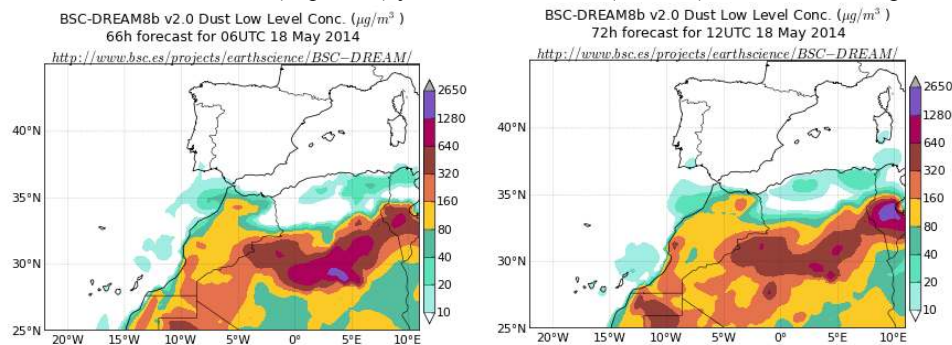 BSC-DREAM8b v2.0 Dust Low Level Conc. (μg/m³ )
66h forecast for 06UTC 18 May 2014
http://www.bsc.es/projects/earthscience/BSC−DREAM/
40°N
35°N
30°N
25°N
20°W
15°W
10°W
5°W
0°E
5°E
10°E
2650
1280
640
320
160
80
40
20
10
BSC-DREAM8b v2.0 Dust Low Level Conc. (μg/m³ )
72h forecast for 12UTC 18 May 2014
http://www.bsc.es/projects/earthscience/BSC−DREAM/
40°N
35°N
30°N
25°N
20°W
15°W
10°W
5°W
0°E
5°E
10°E
2650
1280
640
320
160
80
40
20
10